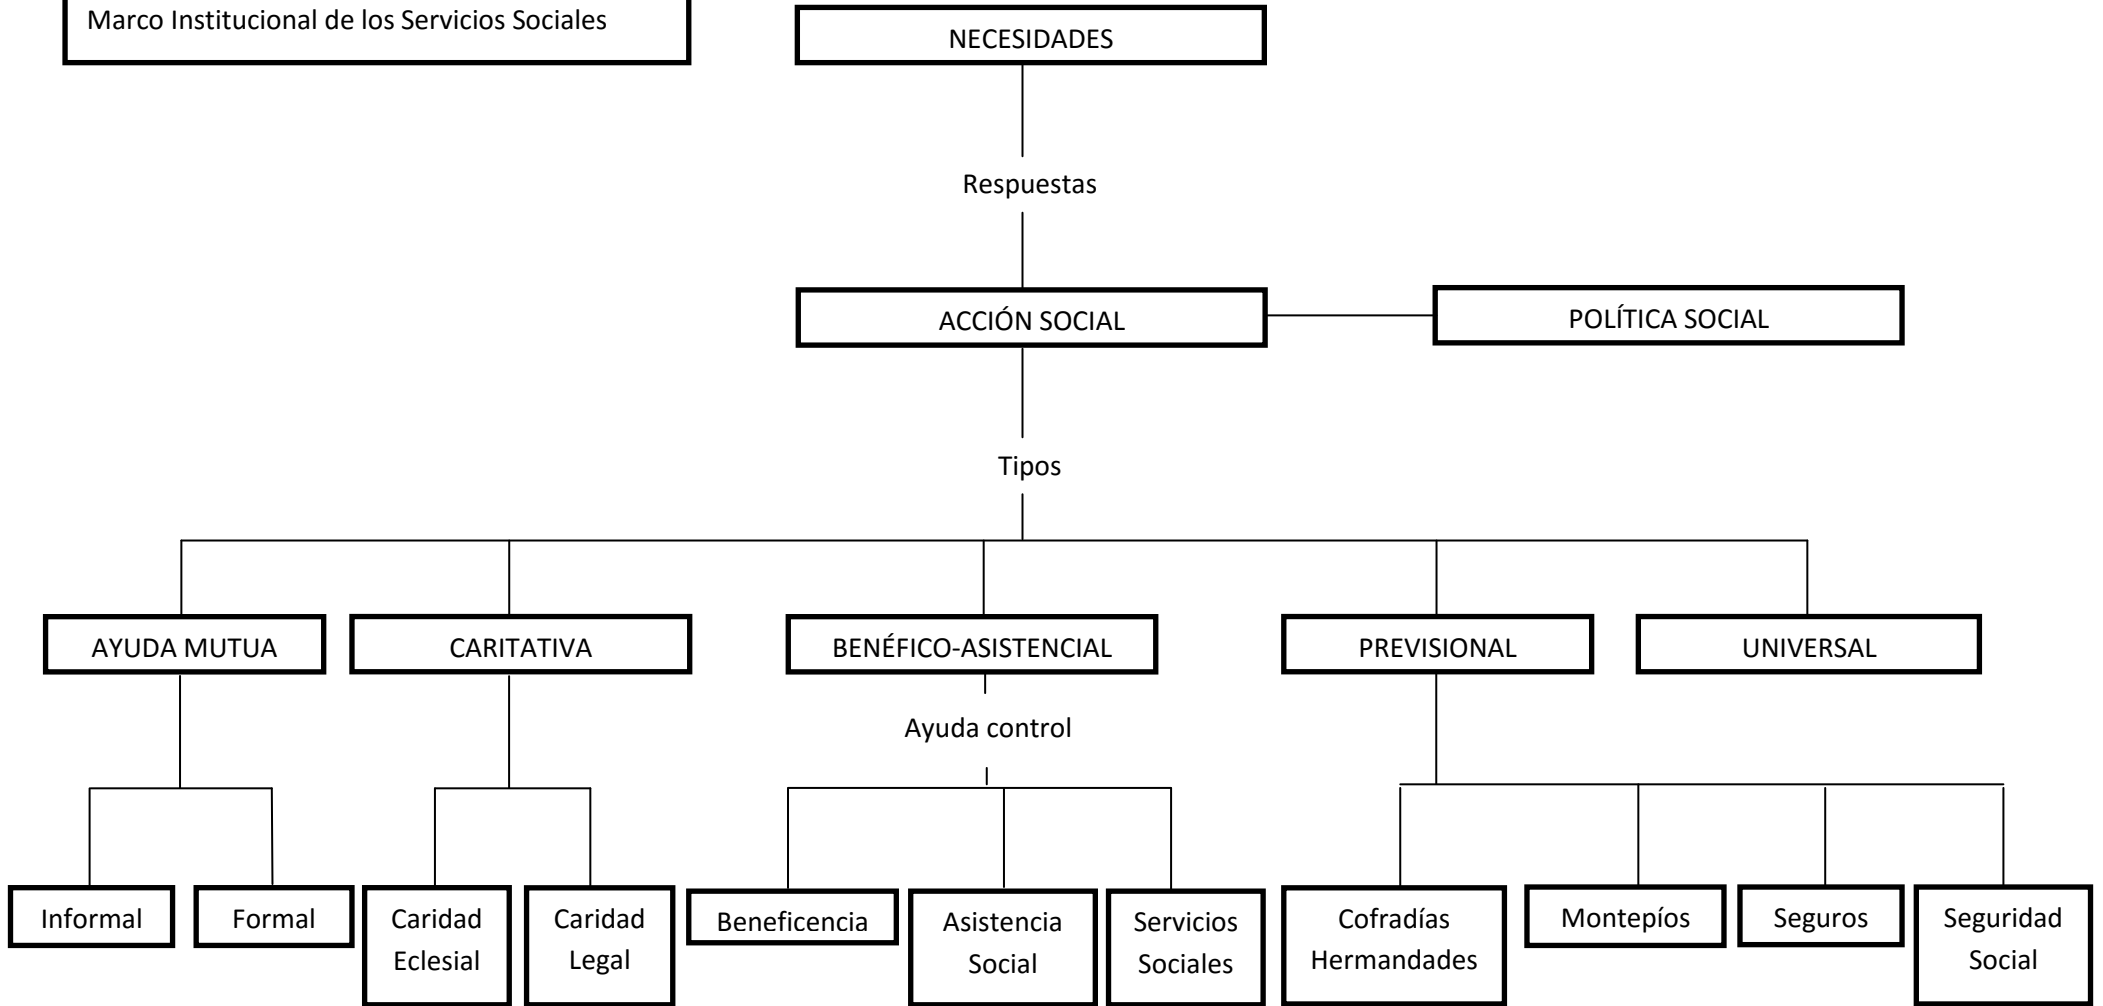 Marco Institucional de los Servicios Sociales
NECESIDADES
Respuestas
ACCIÓN SOCIAL
POLÍTICA SOCIAL
Tipos
AYUDA MUTUA
CARITATIVA
BENÉFICO-ASISTENCIAL
PREVISIONAL
UNIVERSAL
Ayuda control
Informal
Formal
Caridad
Eclesial
Caridad
Legal
Beneficencia
Asistencia
Social
Servicios
Sociales
Cofradías
Hermandades
Montepíos
Seguros
Seguridad
Social